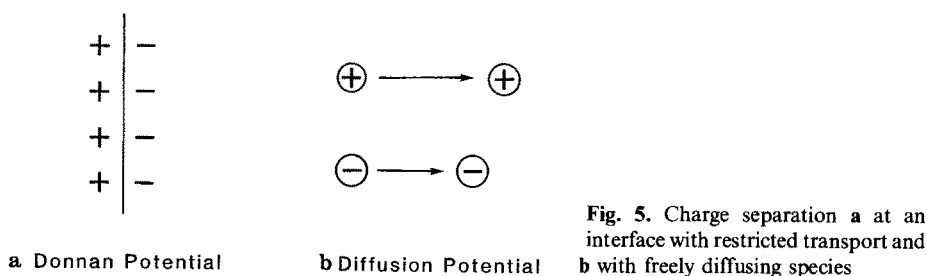 + −
+ −
+ −
+ −
+ +
− −
a Donnan Potential
b Diffusion Potential
Fig. 5. Charge separation a at an
interface with restricted transport and
b with freely diffusing species